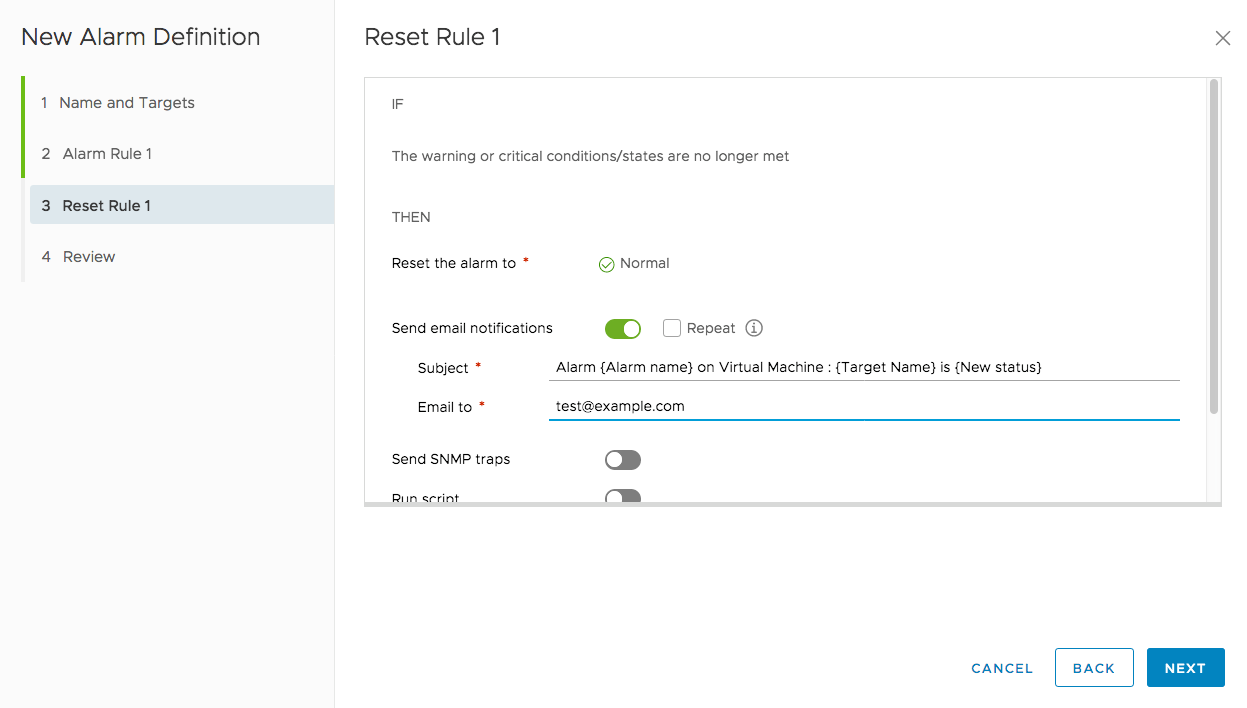 New Alarm Definition
1 Name and Targets
2 Alarm Rule 1
3 Reset Rule 1
4 Review
Reset Rule 1
IF
The warning or critical conditions/states are no longer met
THEN
Reset the alarm to * Normal
Send email notifications Repeat
Subject * Alarm {Alarm name} on Virtual Machine : {Target Name} is {New status}
Email to * test@example.com
Send SNMP traps
Run script
CANCEL BACK NEXT